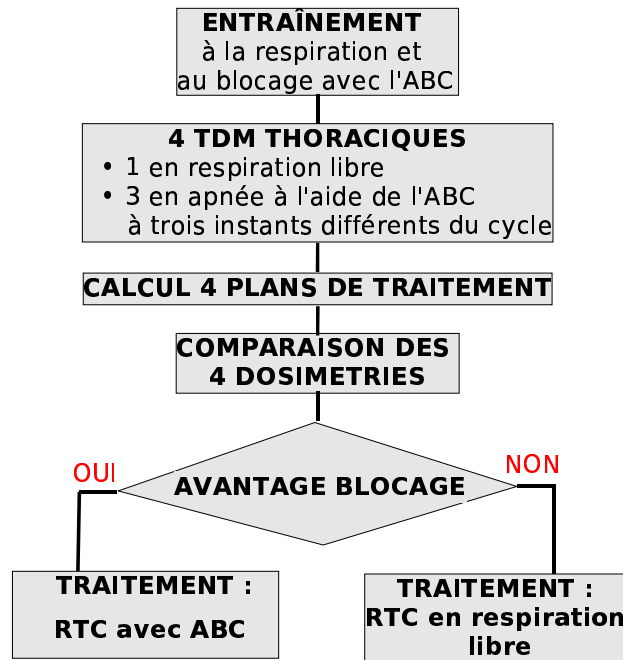 ENTRAÎNEMENT
à la respiration et
au blocage avec l'ABC
4 TDM THORACIQUES
• 1 en respiration libre
• 3 en apnée à l'aide de l'ABC
à trois instants différents du cycle
CALCUL 4 PLANS DE TRAITEMENT
COMPARAISON DES
4 DOSIMETRIES
OUI
NON
AVANTAGE BLOCAGE
TRAITEMENT :
RTC avec ABC
TRAITEMENT :
RTC en respiration
libre